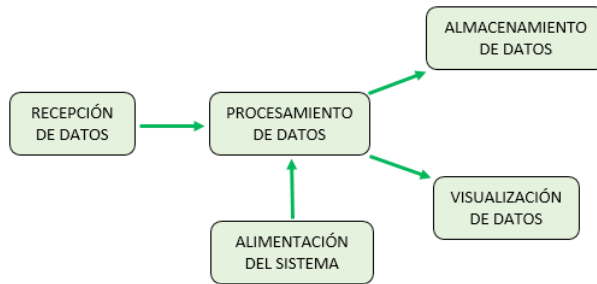 ALMACENAMIENTO
DE DATOS
RECEPCIÓN
DE DATOS
PROCESAMIENTO
DE DATOS
VISUALIZACIÓN
DE DATOS
ALIMENTACIÓN
DEL SISTEMA